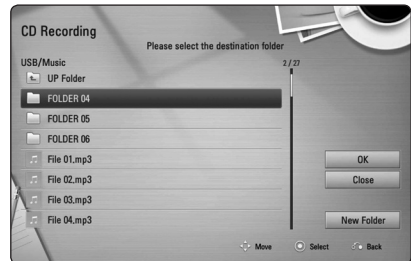 CD Recording
Please select the destination folder
USB/Music
2 / 27
UP Folder
FOLDER 04
FOLDER 05
FOLDER 06
File 01.mp3
File 02.mp3
File 03.mp3
File 04.mp3
OK
Close
New Folder
Move Select Back